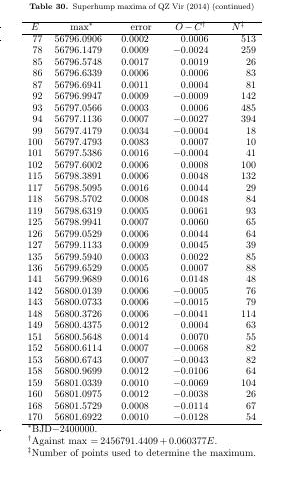 Table 30. Superhump maxima of QZ Vir (2014) (continued)
E max* error O − C† N‡
77 56796.0906 0.0002 0.0006 513
78 56796.1479 0.0009 −0.0024 259
85 56796.5748 0.0017 0.0019 26
86 56796.6339 0.0006 0.0006 83
87 56796.6941 0.0011 0.0004 81
92 56796.9947 0.0009 −0.0009 142
93 56797.0566 0.0003 0.0006 485
94 56797.1136 0.0007 −0.0027 394
99 56797.4179 0.0034 −0.0004 18
100 56797.4793 0.0083 0.0007 10
101 56797.5386 0.0016 −0.0004 41
102 56797.6002 0.0006 0.0008 100
115 56798.3891 0.0006 0.0048 132
117 56798.5095 0.0016 0.0044 29
118 56798.5702 0.0008 0.0048 84
119 56798.6319 0.0005 0.0061 93
125 56798.9941 0.0007 0.0060 65
126 56799.0529 0.0006 0.0044 64
127 56799.1133 0.0009 0.0045 39
135 56799.5940 0.0003 0.0022 85
136 56799.6529 0.0005 0.0007 88
141 56799.9689 0.0016 0.0148 48
142 56800.0139 0.0006 −0.0005 76
143 56800.0733 0.0006 −0.0015 79
148 56800.3726 0.0006 −0.0041 114
149 56800.4375 0.0012 0.0004 63
151 56800.5648 0.0014 0.0070 55
152 56800.6114 0.0007 −0.0068 82
153 56800.6743 0.0007 −0.0043 82
158 56800.9699 0.0012 −0.0106 64
159 56801.0339 0.0010 −0.0069 104
160 56801.0975 0.0012 −0.0038 26
168 56801.5729 0.0008 −0.0114 67
170 56801.6922 0.0010 −0.0128 54
*BJD−2400000.
†Against max = 2456791.4409 + 0.060377E.
‡Number of points used to determine the maximum.